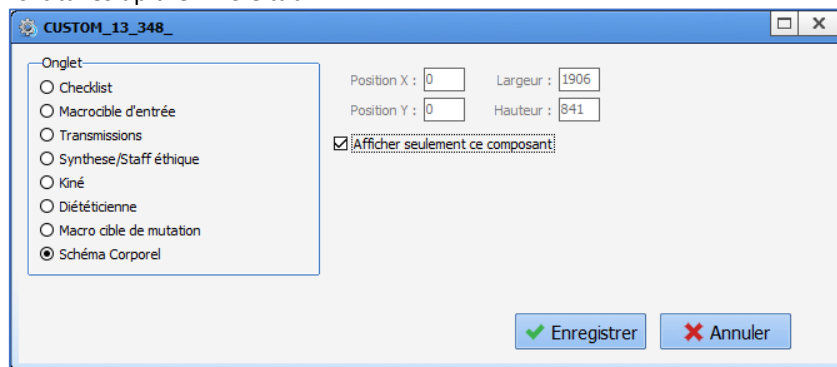 CUSTOM_13_348_
Onglet
Checklist
Macrocible d'entrée
Transmissions
Synthese/Staff éthique
Kiné
Diététicienne
Macro cible de mutation
Schéma Corporel
Position X : 0 Largeur : 1906
Position Y : 0 Hauteur : 841
Afficher seulement ce composant
Enregistrer Annuler